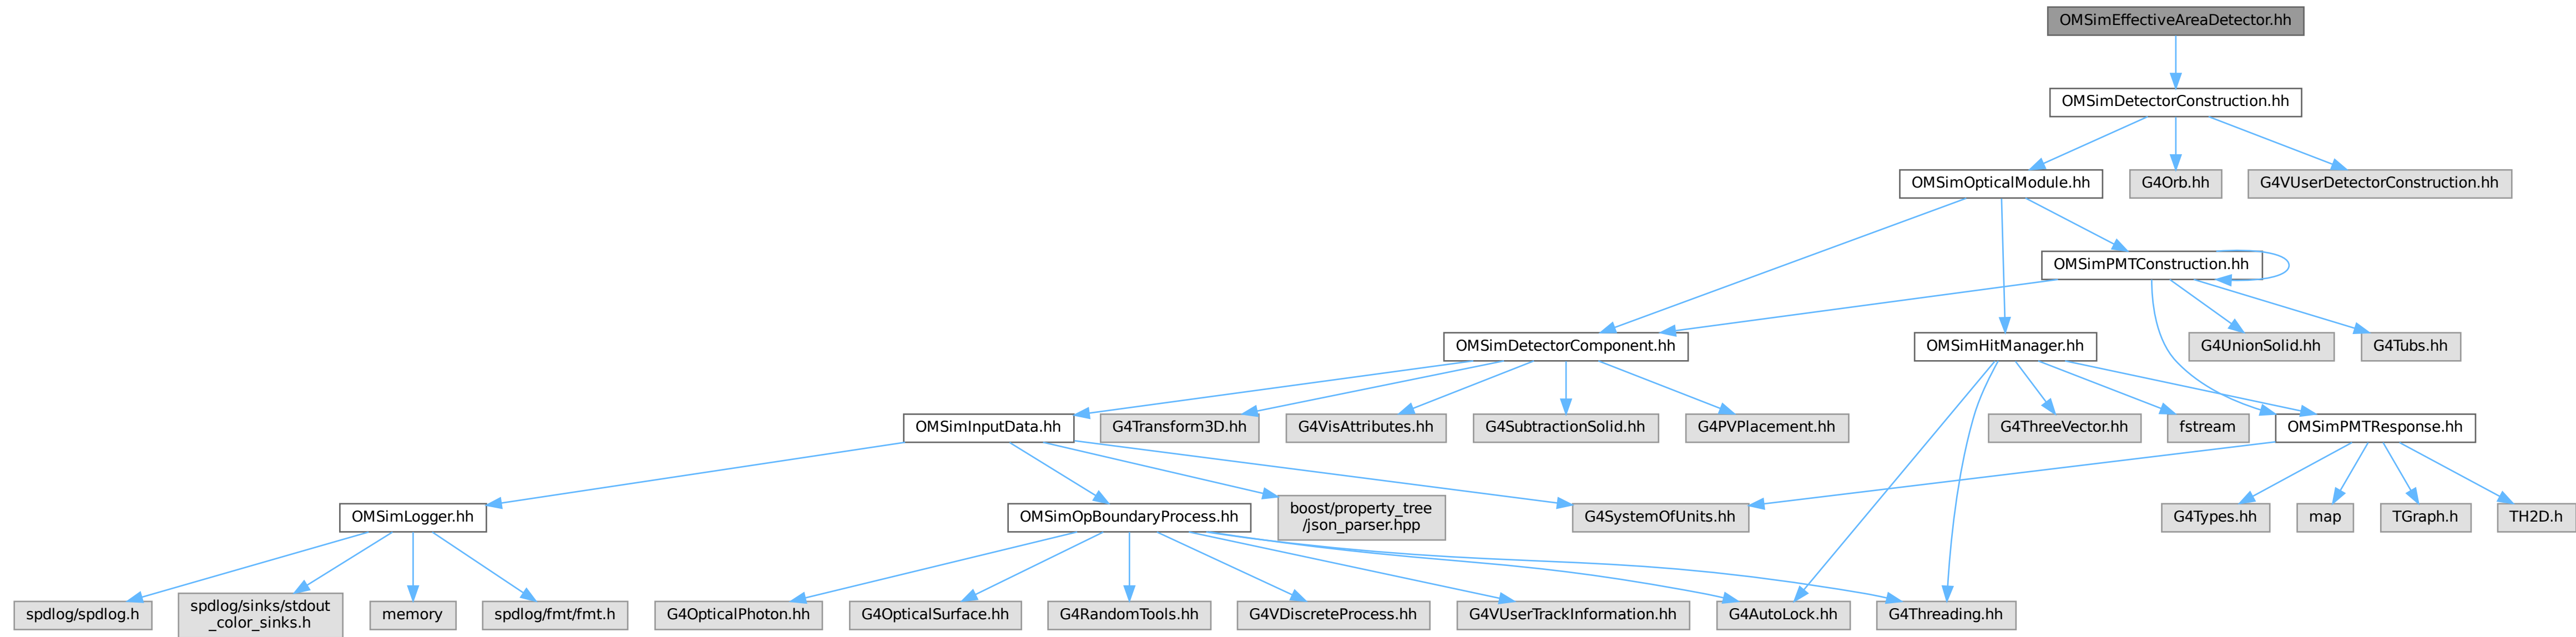 OMSimEffectiveAreaDetector.hh
OMSimDetectorConstruction.hh
OMSimOpticalModule.hh
G4Orb.hh
G4VUserDetectorConstruction.hh
OMSimPMTConstruction.hh
OMSimDetectorComponent.hh
OMSimHitManager.hh
G4UnionSolid.hh
G4Tubs.hh
OMSimInputData.hh
G4Transform3D.hh
G4VisAttributes.hh
G4SubtractionSolid.hh
G4PVPlacement.hh
G4ThreeVector.hh
fstream
OMSimPMTResponse.hh
OMSimLogger.hh
OMSimOpBoundaryProcess.hh
boost/property_tree
/json_parser.hpp
G4SystemOfUnits.hh
G4Types.hh
map
TGraph.h
TH2D.h
spdlog/spdlog.h
spdlog/sinks/stdout
_color_sinks.h
memory
spdlog/fmt/fmt.h
G4OpticalPhoton.hh
G4OpticalSurface.hh
G4RandomTools.hh
G4VDiscreteProcess.hh
G4VUserTrackInformation.hh
G4AutoLock.hh
G4Threading.hh